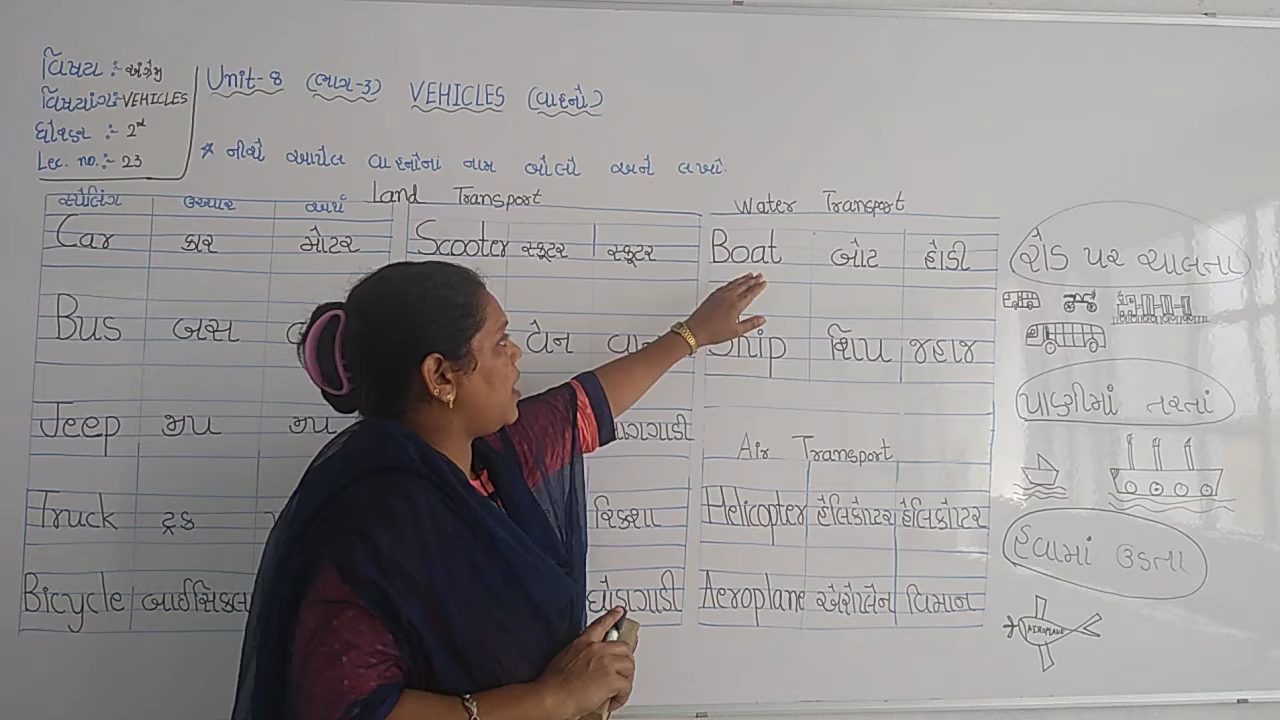 વિષય :- અંગ્રેજી
વિષયાંગ:-VEHICLES
ધોરણ :- 2nd
Lec. no. :- 23
Unit-8 (ભાગ-3) VEHICLES (વાહનો)
* નીચે આપેલ વાહનોનાં નામ બોલો અને લખો.
Land Transport
સ્પેલિંગ ઉચ્ચાર અર્થ
Car કાર મોટર
Bus બસ
Jeep જીપ જીપ
Truck ટ્રક
Bicycle બાઈસિકલ
Scooter સ્કૂટર સ્કૂટર
વેન
રિક્શા
ઘોડાગાડી
Water Transport
Boat બોટ હોડી
Ship શિપ જહાજ
Air Transport
Helicopter હેલિકોપ્ટર હેલિકોપ્ટર
Aeroplane એરોપ્લેન વિમાન
રોડ પર ચાલતા
પાણીમાં તરતાં
હવામાં ઉડતા
AEROPLANE